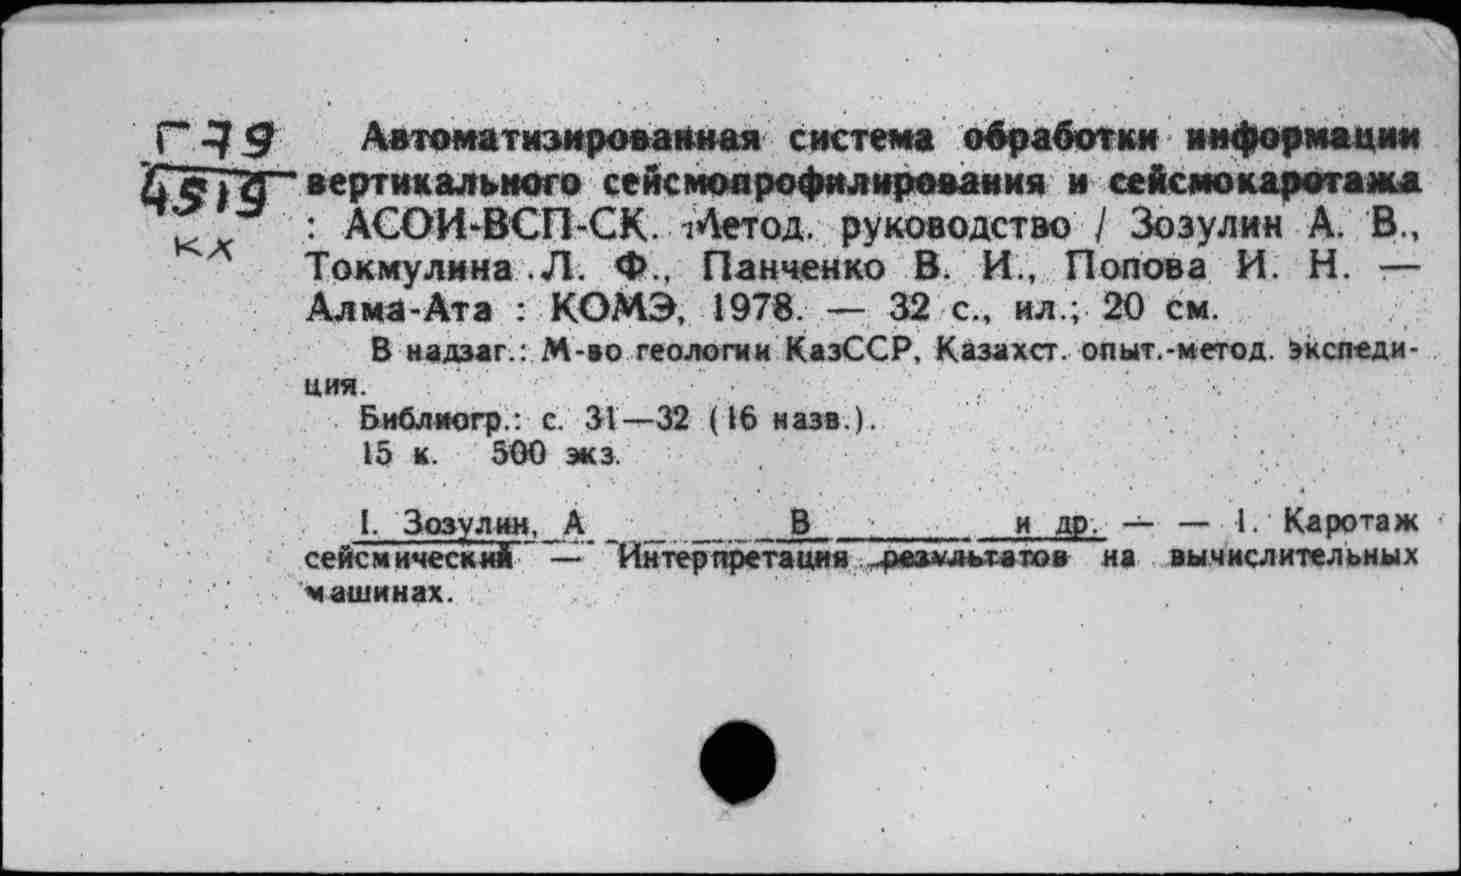 Г 79
4519
кх
Автоматизированная система обработки информации
вертикального сейсмопрофилирования и сейсмокаротажа
: АСОИ-ВСП-СК. Метод. руководство / Зозулин А. В.,
Токмулина Л. Ф., Панченко В. И., Попова И. Н. —
Алма-Ата : КОМЭ, 1978. — 32 с., ил.; 20 см.
В надзаг.: М-во геологии КазССР, Казахст. опыт.-метод. экспеди-
ция.
Библиогр.: с. 31—32 (16 назв.).
15 к. 500 экз.
I. Зозулин, А В и др. — — 1. Каротаж
сейсмический — Интерпретация результатов на вычислительных
машинах.